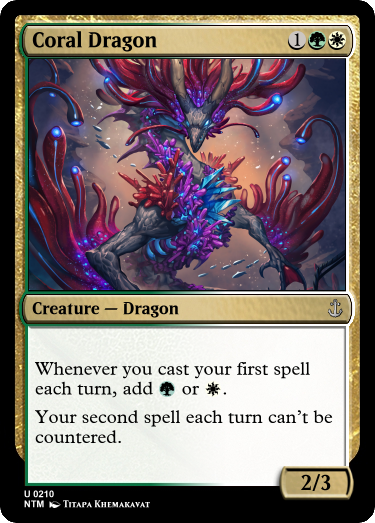 Coral Dragon 1
Creature — Dragon
Whenever you cast your first spell
each turn, add or .
Your second spell each turn can't be
countered.
2/3
U 0210
NTM Titapa Khemakavat